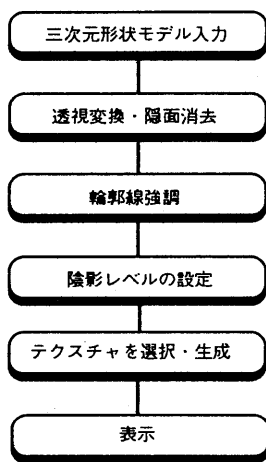 三次元形状モデル入力
透視変換・隠面消去
輪郭線強調
陰影レベルの設定
テクスチャを選択・生成
表示